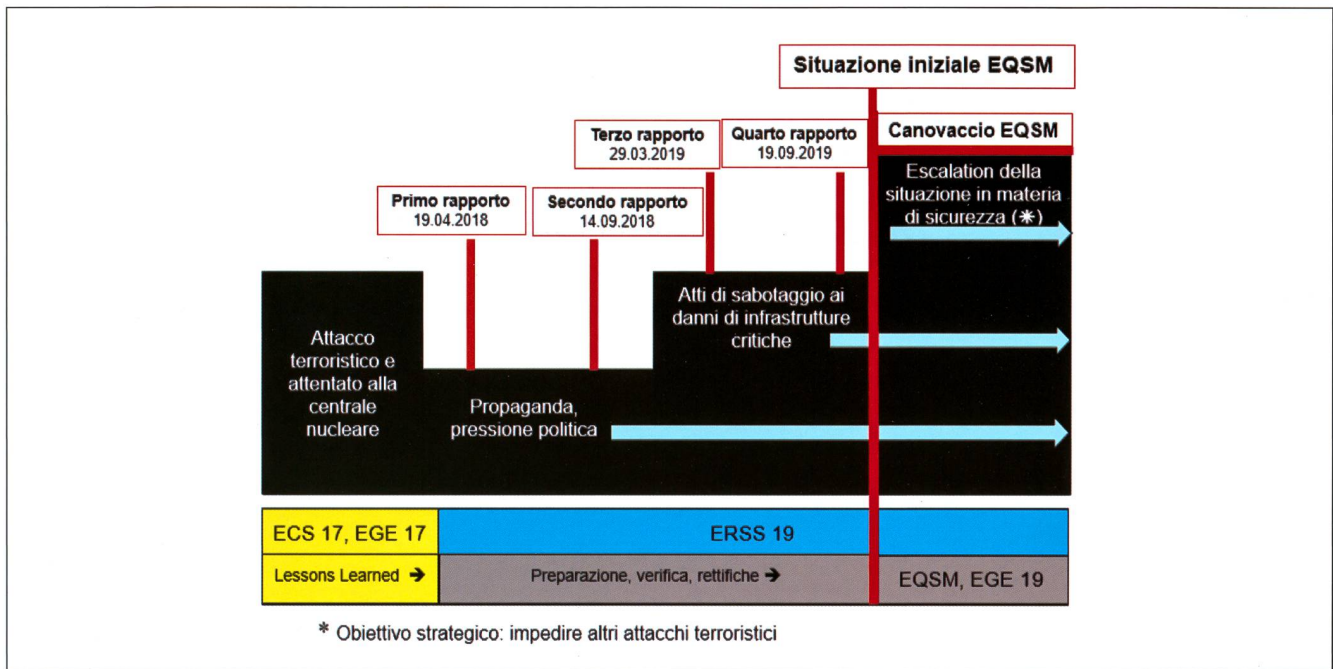 Situazione iniziale EQSM
Terzo rapporto
29.03.2019
Quarto rapporto
19.09.2019
Canovaccio EQSM
Primo rapporto
19.04.2018
Secondo rapporto
14.09.2018
Escalation della
situazione in materia
di sicurezza (✷)
Attacco
terroristico e
attentato alla
centrale
nucleare
Propaganda,
pressione politica
Atti di sabotaggio ai
danni di infrastrutture
critiche
ECS 17, EGE 17
ERSS 19
Lessons Learned ➔
Preparazione, verifica, rettifiche ➔
EQSM, EGE 19
* Obiettivo strategico: impedire altri attacchi terroristici